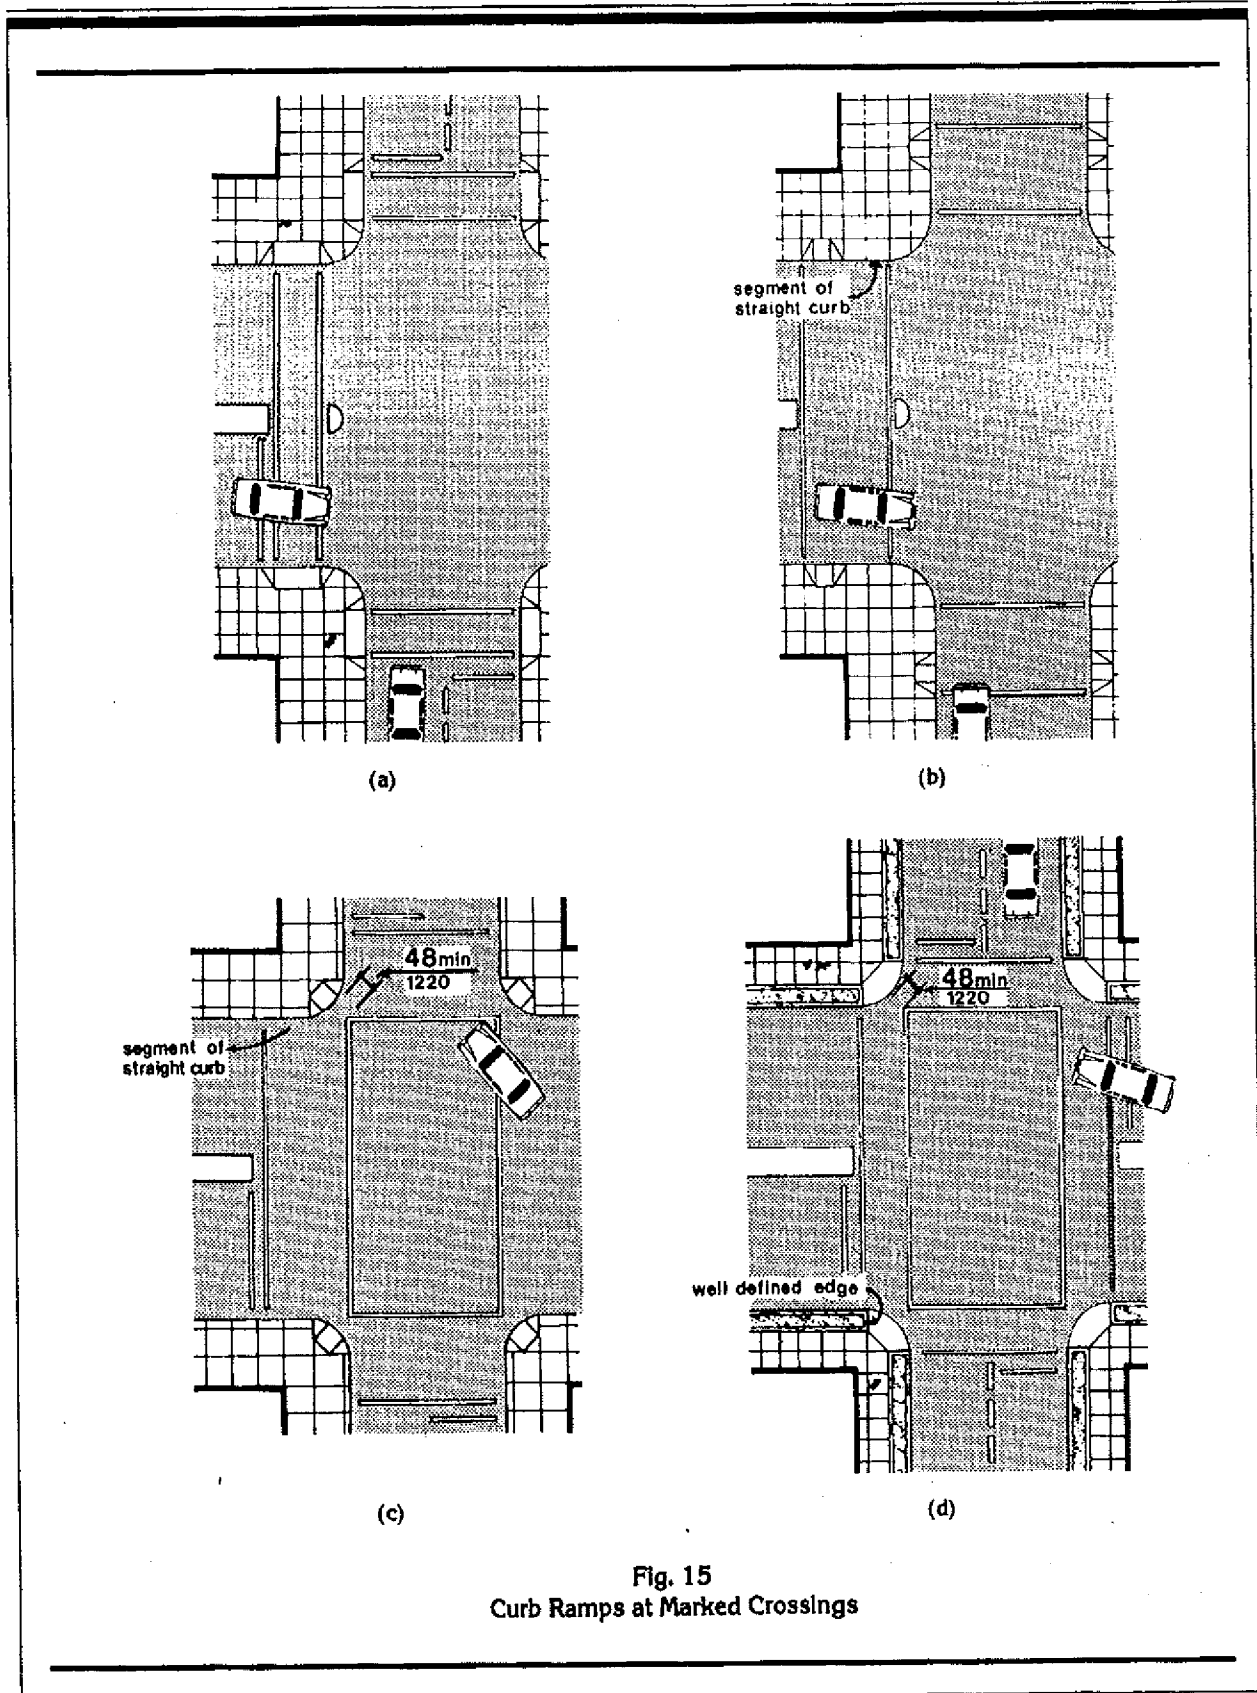 segment of
straight curb
(a)
(b)
48min
1220
segment of
straight curb
48min
1220
well defined edge
(c)
(d)
Fig. 15
Curb Ramps at Marked Crossings